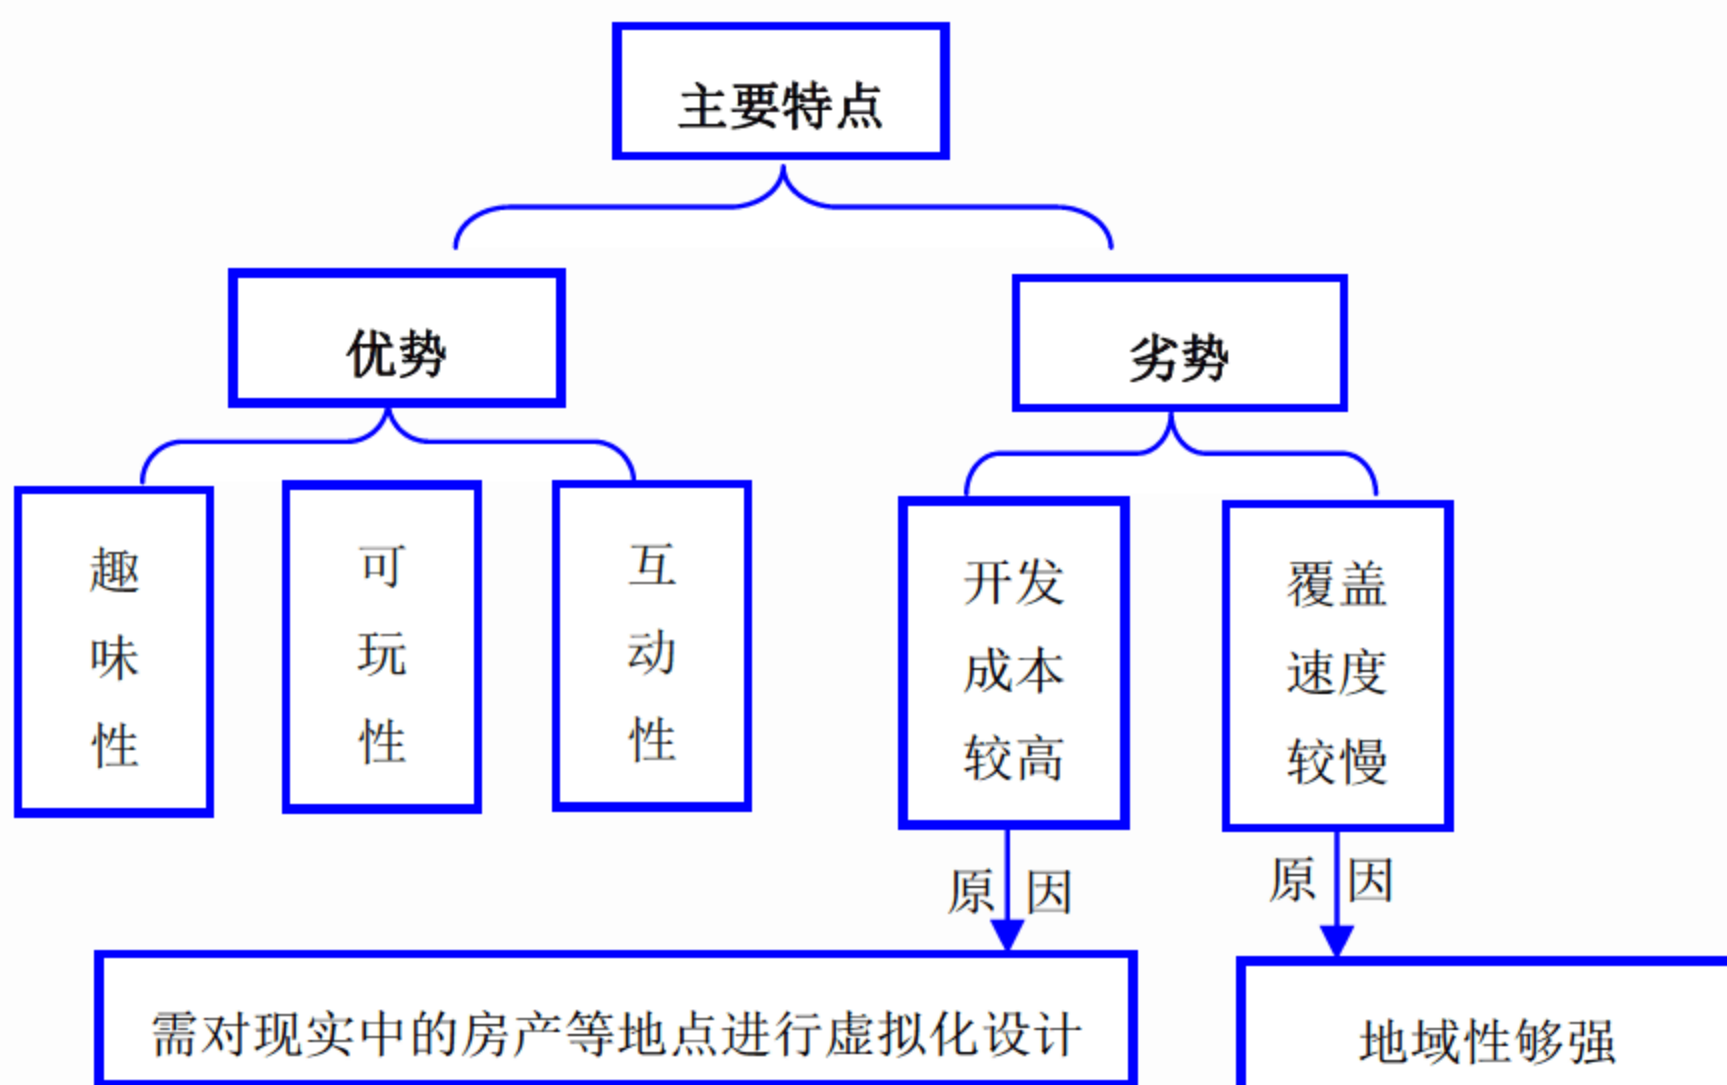 主要特点
优势
劣势
趣
味
性
可
玩
性
互
动
性
开发
成本
较高
覆盖
速度
较慢
原因
原因
需对现实中的房产等地点进行虚拟化设计
地域性够强